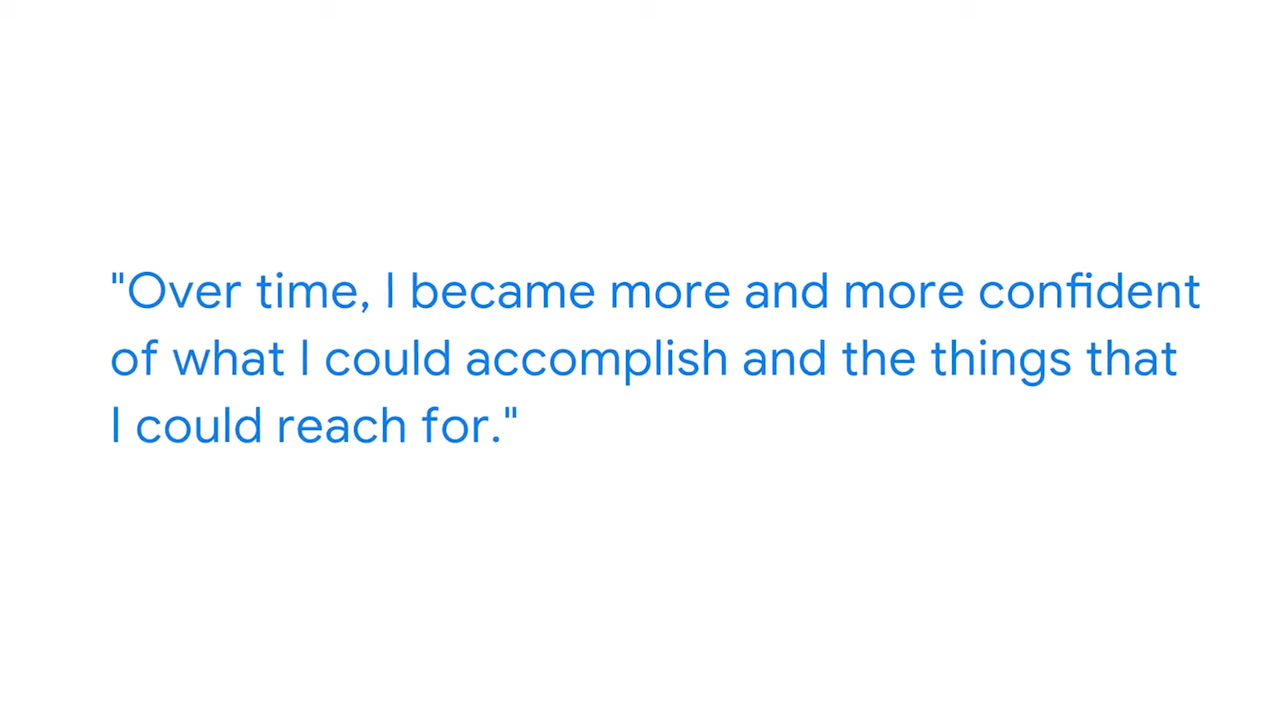 "Over time, I became more and more confident
of what I could accomplish and the things that
I could reach for."